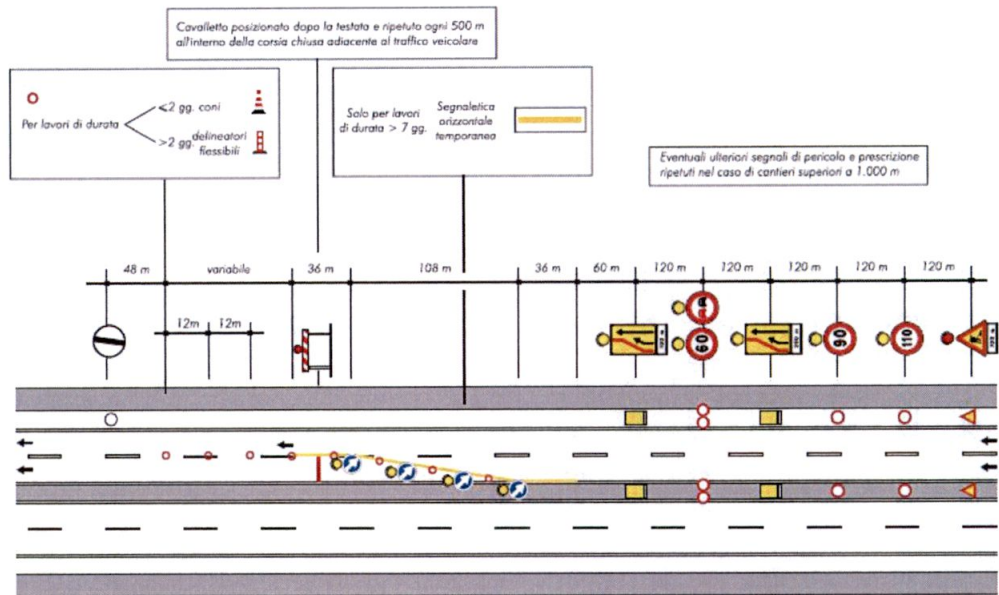 Cavalletto posizionato dopo la testata e ripetuto ogni 500 m
all'interno della corsia chiusa adiacente al traffico veicolare
Per lavori di durata
<2 gg. coni
>2 gg. delineatori
flessibili
Solo per lavori
di durata > 7 gg.
Segnaletica
orizzontale
temporanea
Eventuali ulteriori segnali di pericolo e prescrizione
ripetuti nel caso di cantieri superiori a 1.000 m
48 m
variabile
36 m
108 m
36 m
60 m
120 m
120 m
120 m
120 m
120 m
12m
12m
60
90
110